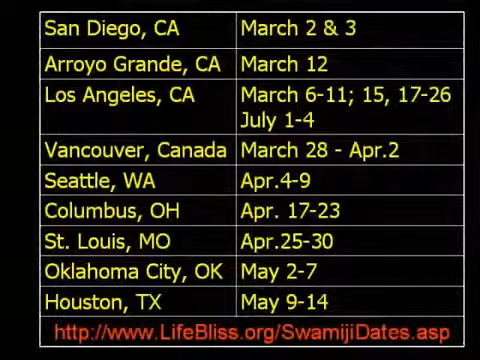 San Diego, CA March 2 & 3
Arroyo Grande, CA March 12
Los Angeles, CA March 6-11; 15, 17-26
July 1-4
Vancouver, Canada March 28 - Apr.2
Seattle, WA Apr.4-9
Columbus, OH Apr. 17-23
St. Louis, MO Apr.25-30
Oklahoma City, OK May 2-7
Houston, TX May 9-14
http://www.LifeBliss.org/SwamijiDates.asp